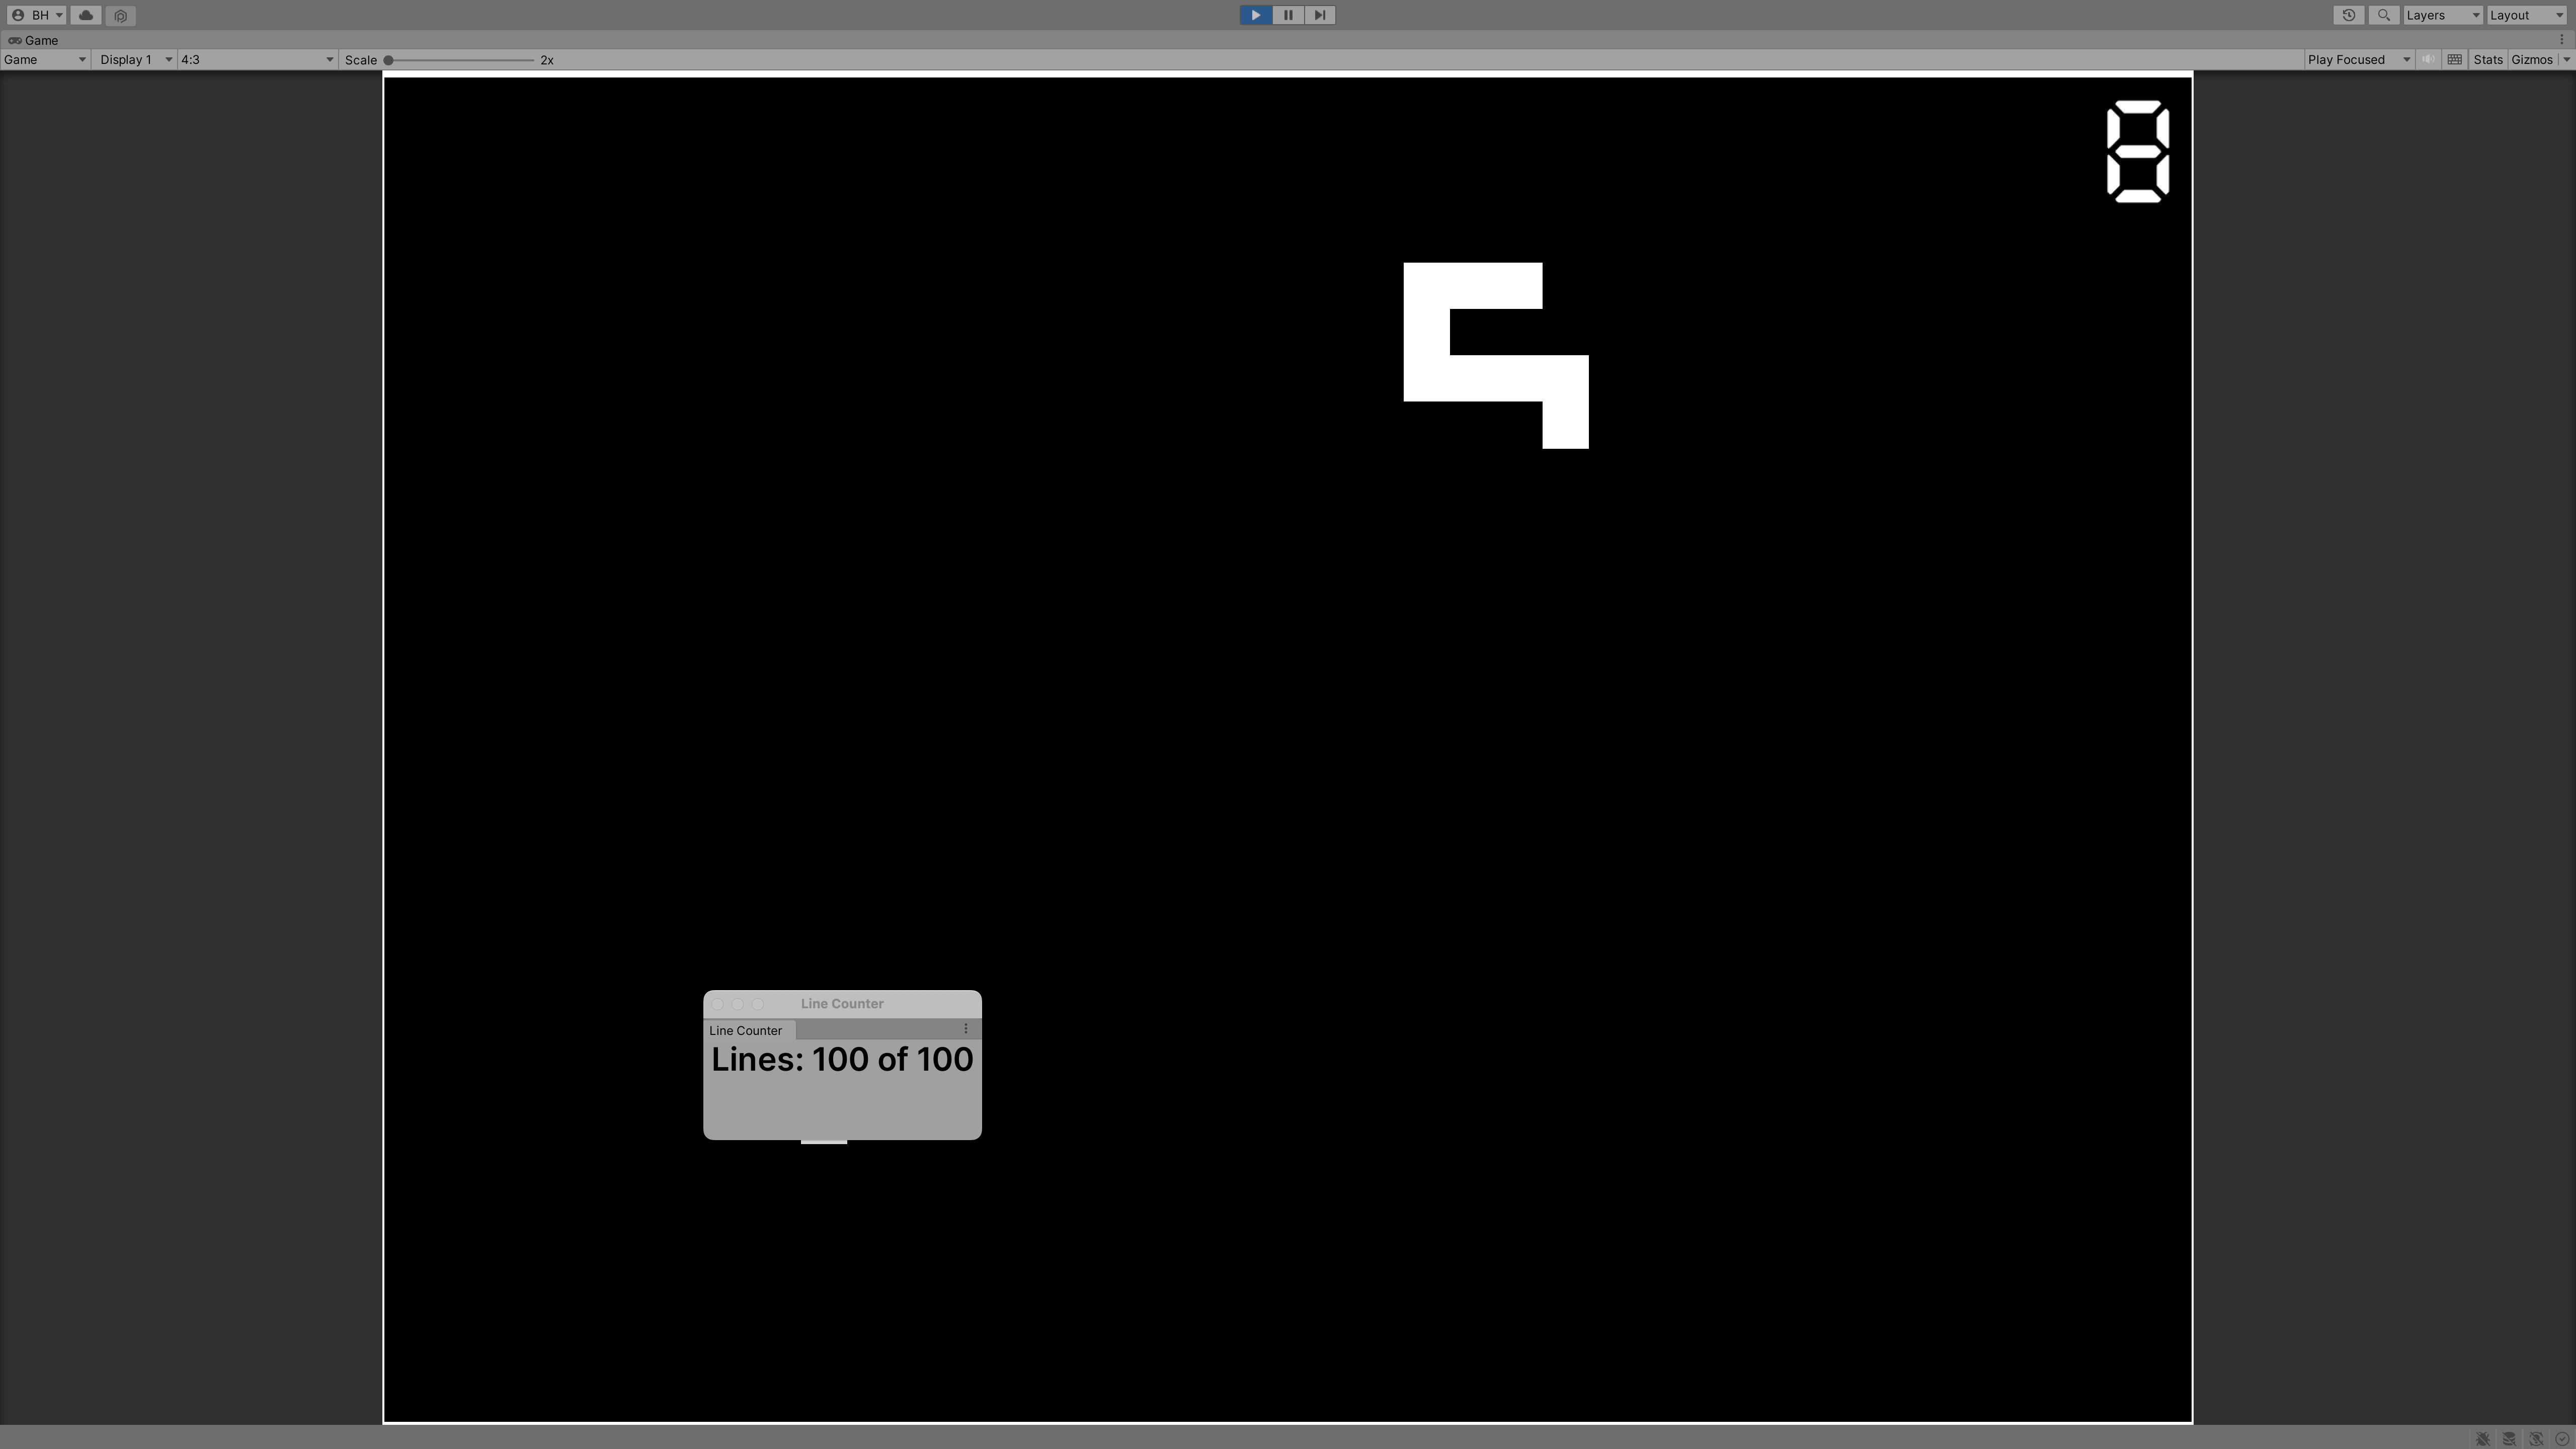 BH
Layers
Layout
Game
Game
Display 1
4:3
Scale
2x
Play Focused
Stats
Gizmos
8
Line Counter
Line Counter
Lines: 100 of 100